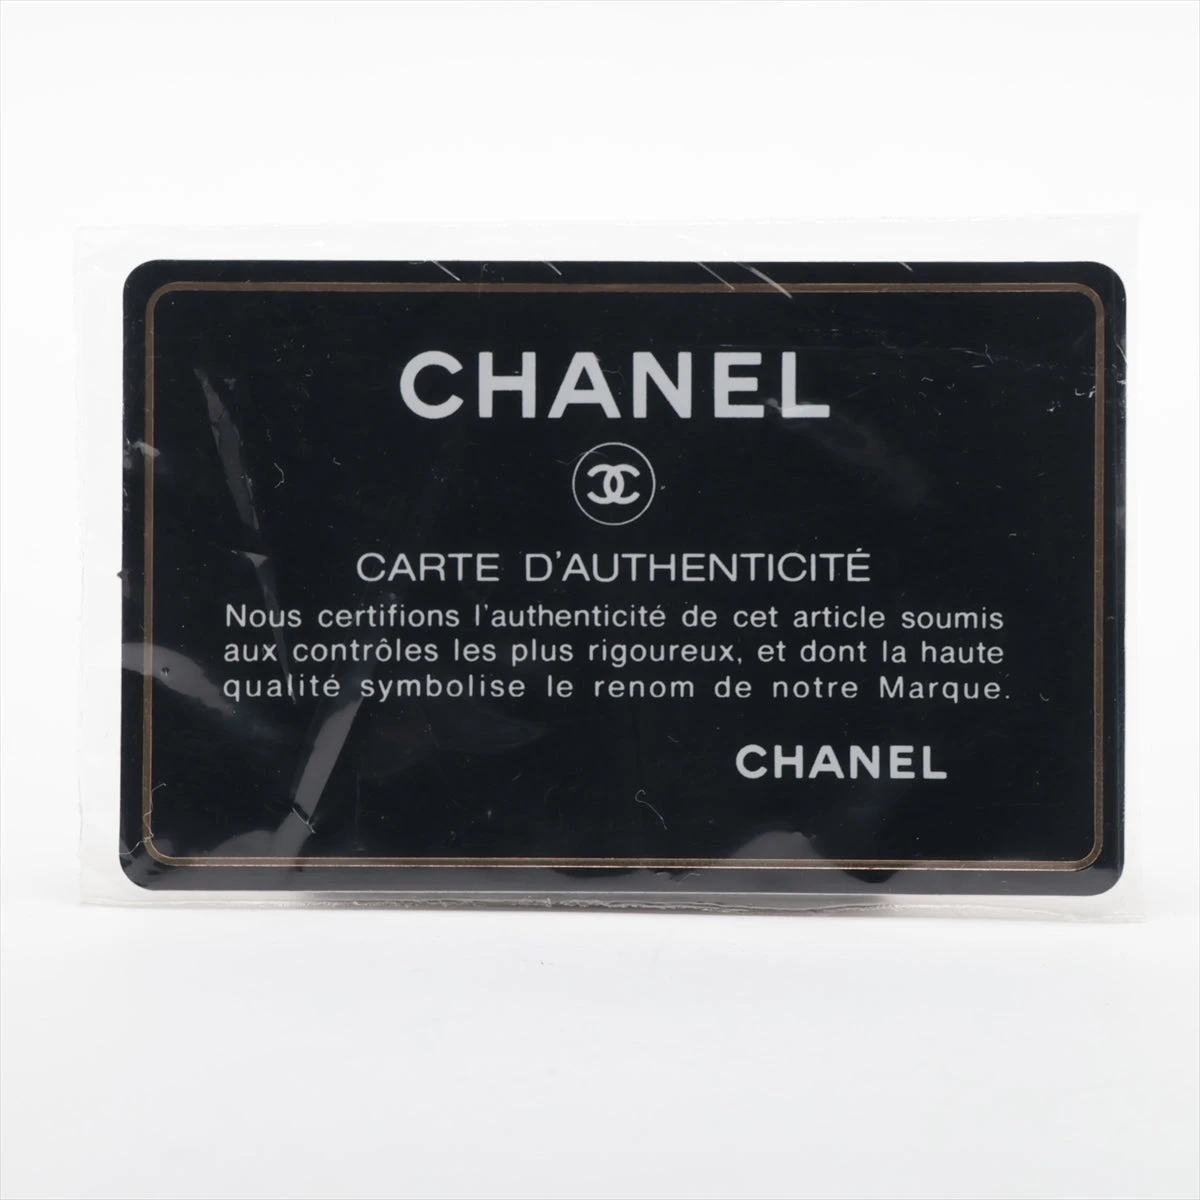 CHANEL
CARTE D'AUTHENTICITÉ
Nous certifions l'authenticité de cet article soumis
aux contrôles les plus rigoureux, et dont la haute
qualité symbolise le renom de notre Marque.
CHANEL